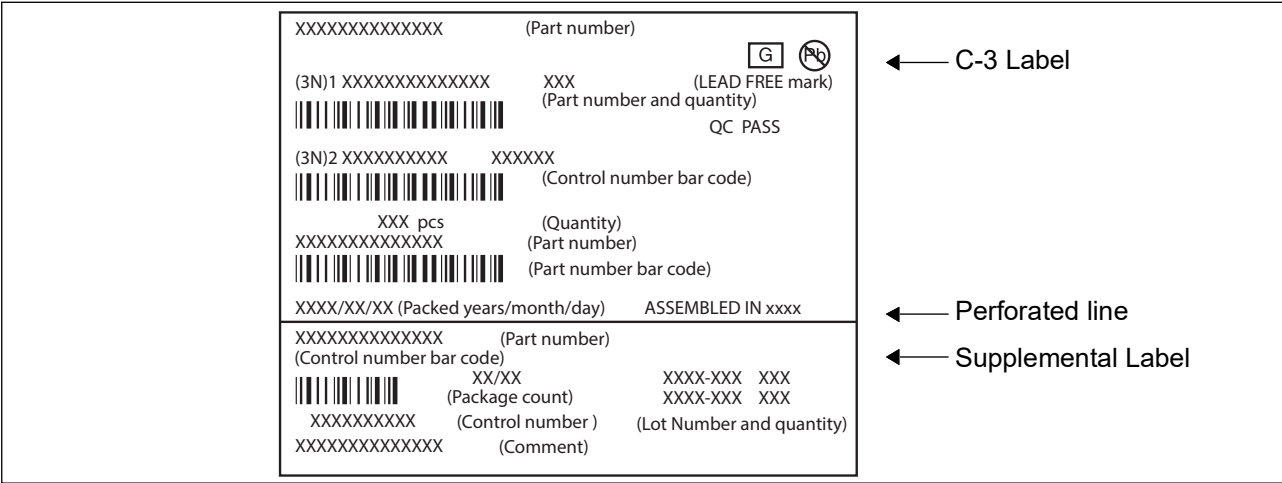 XXXXXXXXXXXXXX (Part number)
G Pb
C-3 Label
(3N)1 XXXXXXXXXXXXXX XXX (LEAD FREE mark)
(Part number and quantity)
QC PASS
(3N)2 XXXXXXXXXX XXXXXX
(Control number bar code)
XXX pcs (Quantity)
XXXXXXXXXXXXXX (Part number)
(Part number bar code)
XXXX/XX/XX (Packed years/month/day) ASSEMBLED IN xxxx
Perforated line
XXXXXXXXXXXXXX (Part number)
(Control number bar code)
Supplemental Label
XX/XX XXXX-XXX XXX
(Package count) XXXX-XXX XXX
XXXXXXXXXX (Control number ) (Lot Number and quantity)
XXXXXXXXXXXXXX (Comment)